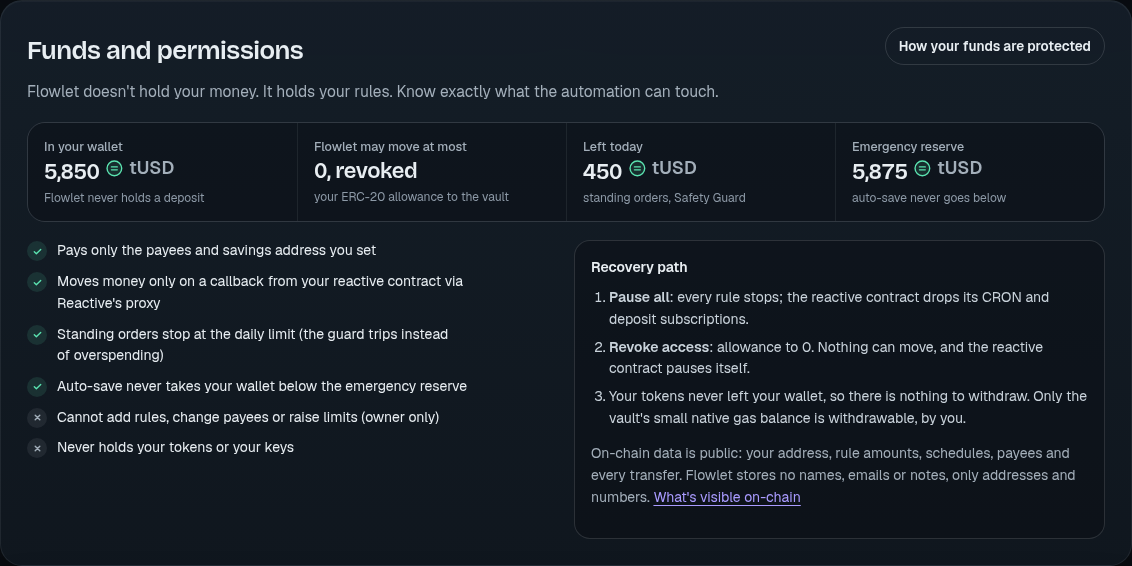 Funds and permissions
How your funds are protected
Flowlet doesn't hold your money. It holds your rules. Know exactly what the automation can touch.
In your wallet
5,850 tUSD
Flowlet never holds a deposit
Flowlet may move at most
0, revoked
your ERC-20 allowance to the vault
Left today
450 tUSD
standing orders, Safety Guard
Emergency reserve
5,875 tUSD
auto-save never goes below
Pays only the payees and savings address you set
Moves money only on a callback from your reactive contract via
Reactive's proxy
Standing orders stop at the daily limit (the guard trips instead
of overspending)
Auto-save never takes your wallet below the emergency reserve
Cannot add rules, change payees or raise limits (owner only)
Never holds your tokens or your keys
Recovery path
1. Pause all: every rule stops; the reactive contract drops its CRON and
deposit subscriptions.
2. Revoke access: allowance to 0. Nothing can move, and the reactive
contract pauses itself.
3. Your tokens never left your wallet, so there is nothing to withdraw. Only the
vault's small native gas balance is withdrawable, by you.
On-chain data is public: your address, rule amounts, schedules, payees and
every transfer. Flowlet stores no names, emails or notes, only addresses and
numbers. What's visible on-chain